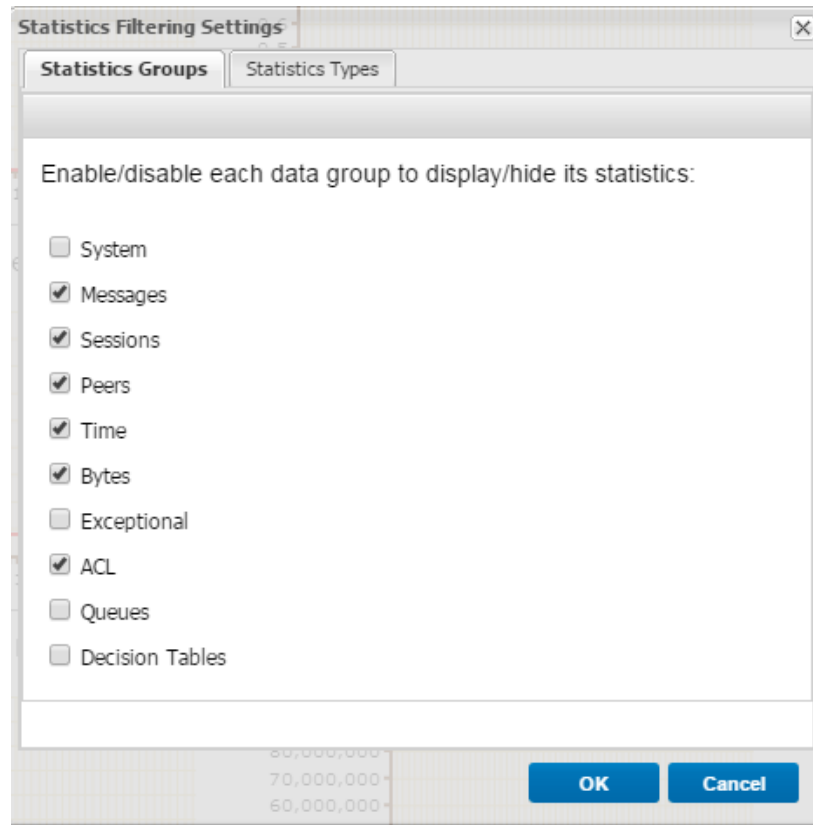 Statistics Filtering Settings
Statistics Groups
Statistics Types
Enable/disable each data group to display/hide its statistics:
System
Messages
Sessions
Peers
Time
Bytes
Exceptional
ACL
Queues
Decision Tables
80,000,000
70,000,000
60,000,000
OK
Cancel